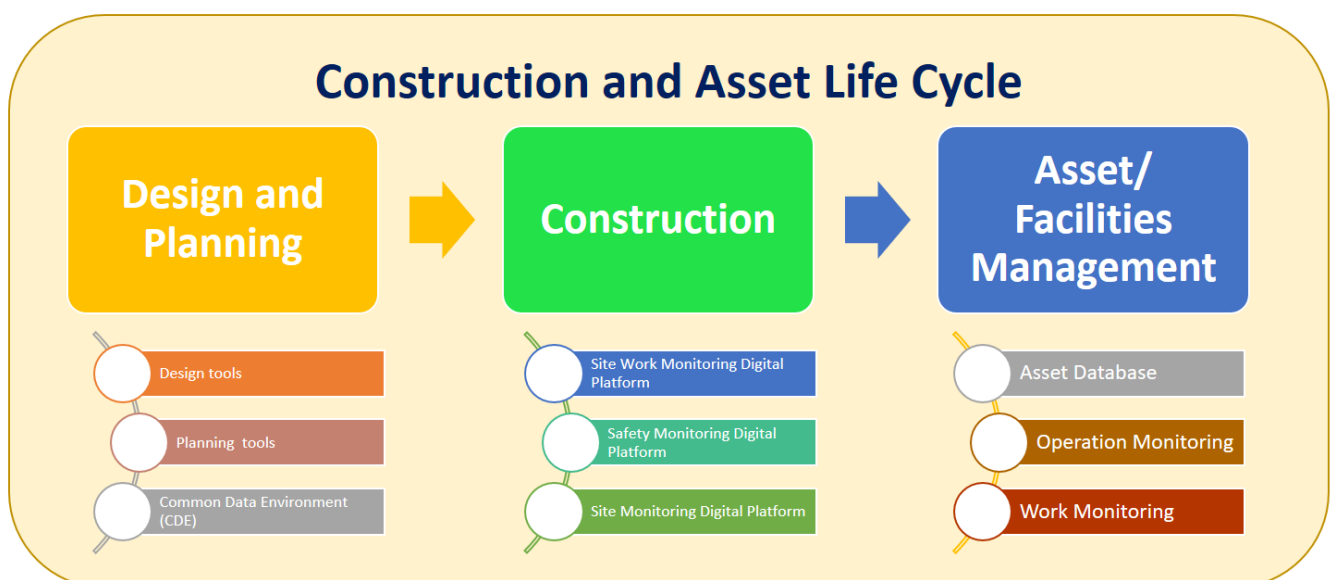 Construction and Asset Life Cycle
Design and
Planning
Construction
Asset/
Facilities
Management
Design tools
Planning tools
Common Data Environment
(CDE)
Site Work Monitoring Digital
Platform
Safety Monitoring Digital
Platform
Site Monitoring Digital Platform
Asset Database
Operation Monitoring
Work Monitoring